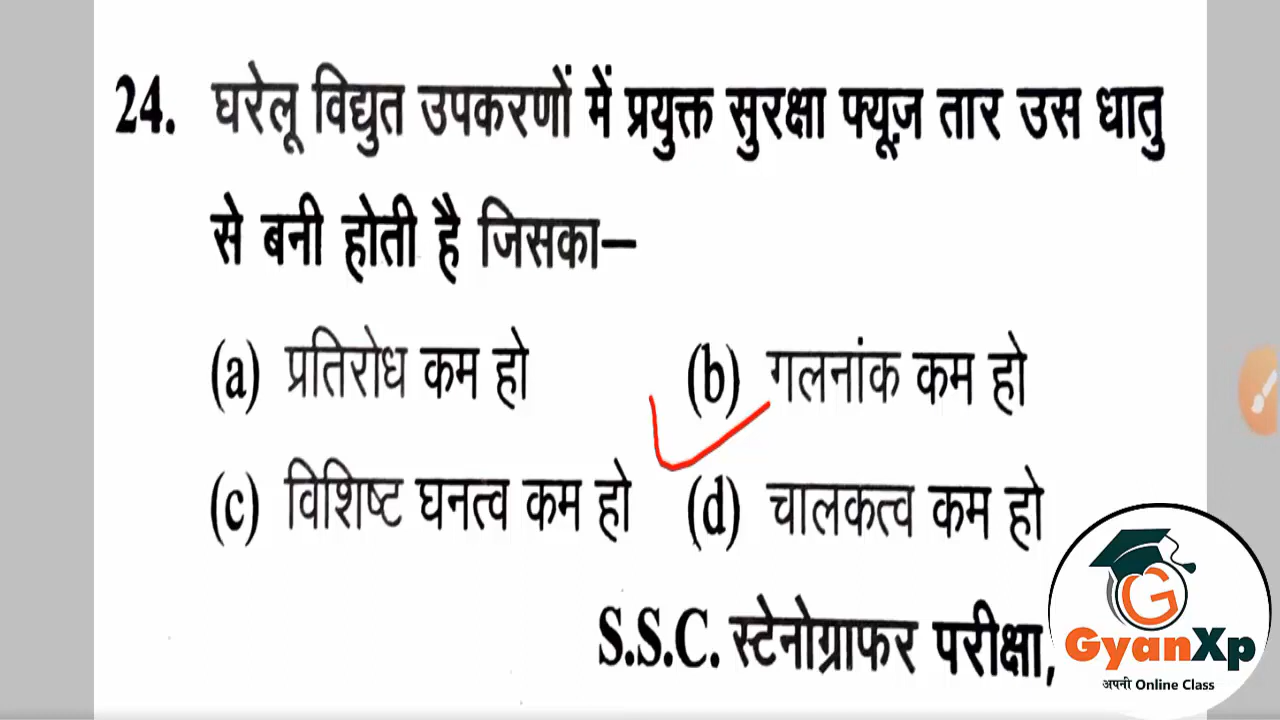 24. घरेलू विद्युत उपकरणों में प्रयुक्त सुरक्षा फ्यूज़ तार उस धातु
से बनी होती है जिसका–
(a) प्रतिरोध कम हो (b) गलनांक कम हो
(c) विशिष्ट घनत्व कम हो (d) चालकत्व कम हो
S.S.C. स्टेनोग्राफर परीक्षा,
G
GyanXp
अपनी Online Class